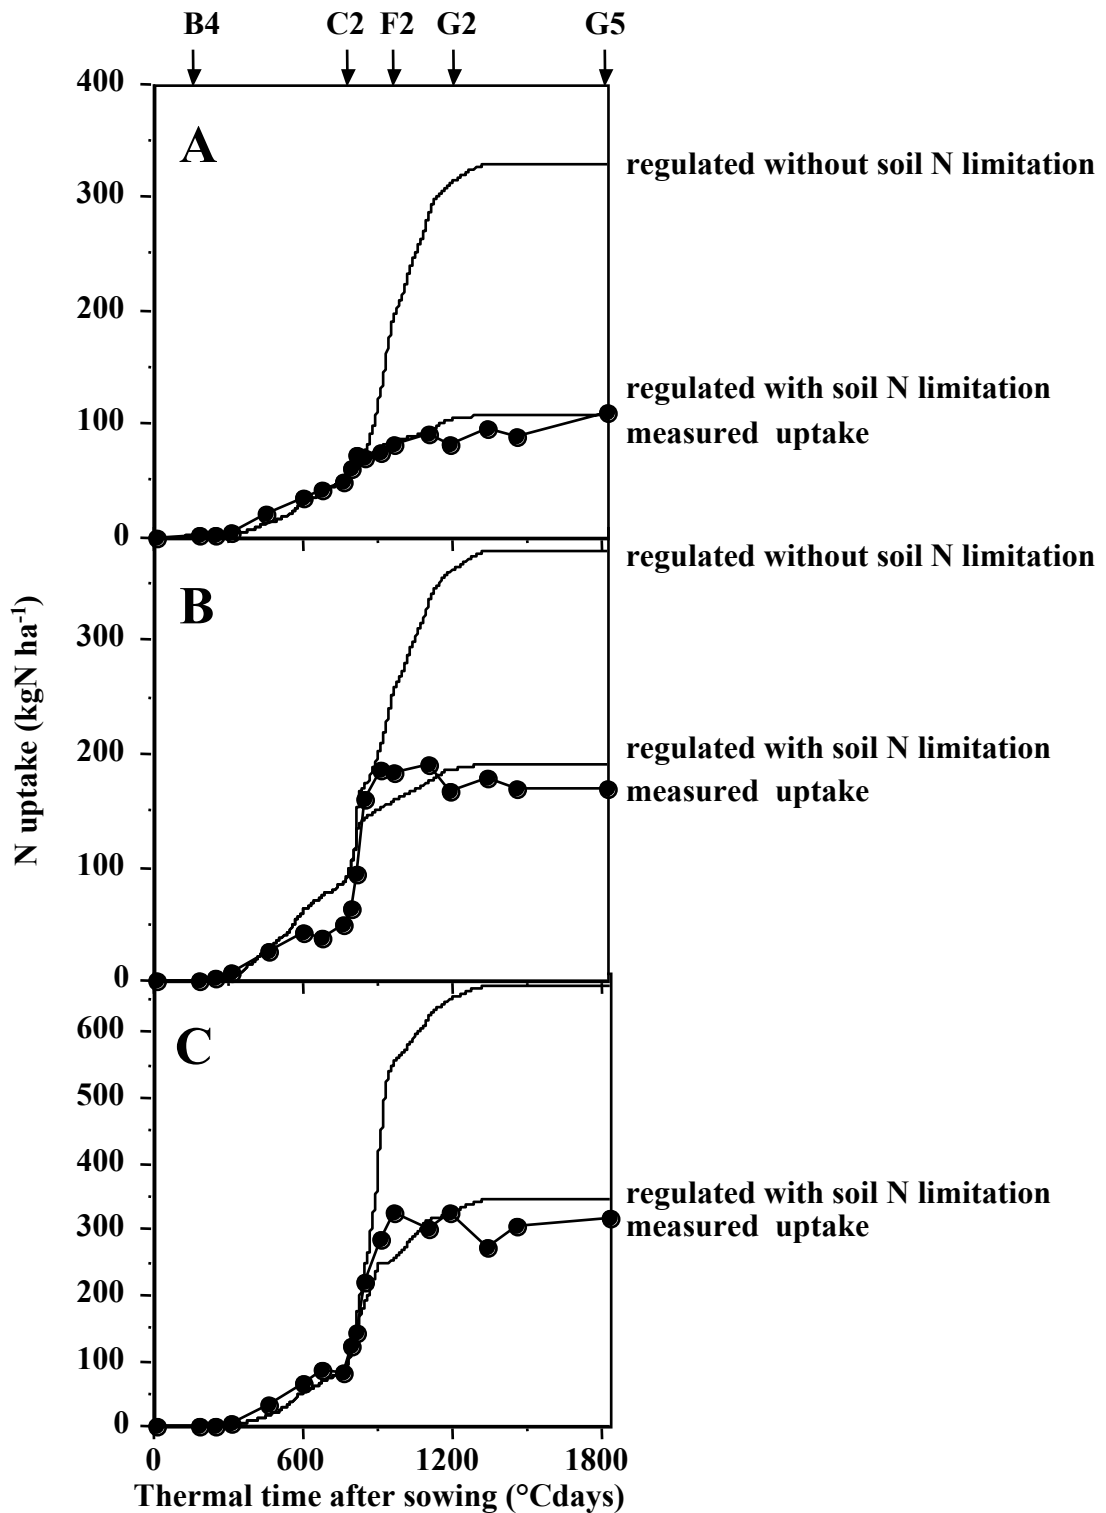 B4 C2 F2 G2 G5
400
A
regulated without soil N limitation
300
200
regulated with soil N limitation
100
measured uptake
0
regulated without soil N limitation
B
300
N uptake (kgN ha-1)
200
regulated with soil N limitation
measured uptake
100
0
600
C
500
400
regulated with soil N limitation
300
measured uptake
200
100
0
0 600 1200 1800
Thermal time after sowing (°Cdays)